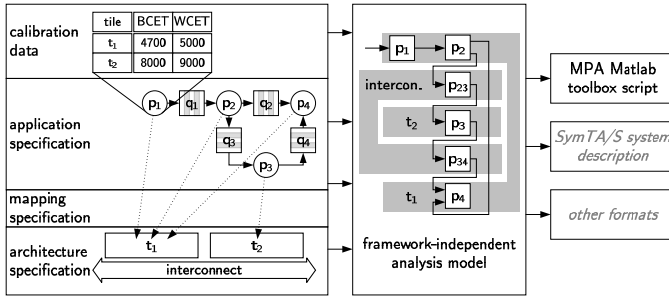 calibration
data
tile BCET WCET
t1 4700 5000
t2 8000 9000
application
specification
p1 q1 p2 q2 p4
q3 q4
p3
mapping
specification
architecture
specification
t1 t2
interconnect
p1 p2
intercon. p23
t2 p3
p34
t1 p4
framework-independent
analysis model
MPA Matlab
toolbox script
SymTA/S system
description
other formats